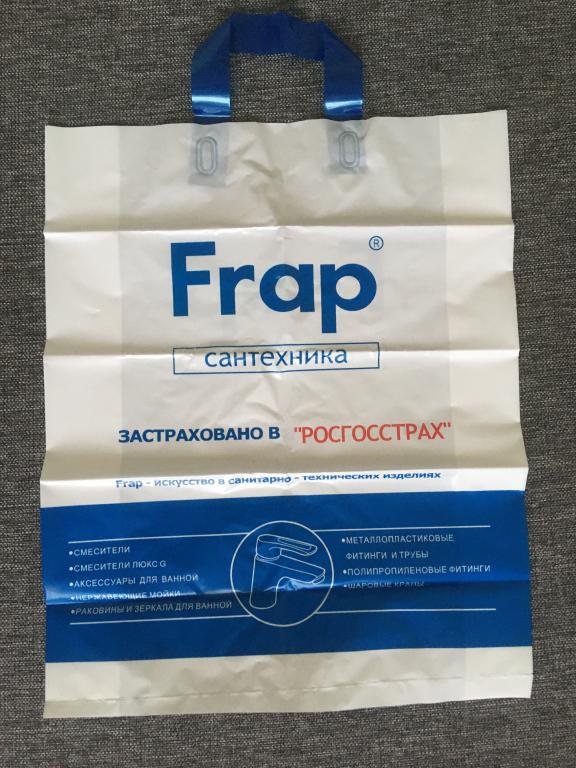 Frap®
сантехника
ЗАСТРАХОВАНО В "РОСГОССТРАХ"
Frap - искусство в санитарно - технических изделиях
•СМЕСИТЕЛИ
•СМЕСИТЕЛИ ЛЮКС G
•АКСЕССУАРЫ ДЛЯ ВАННОЙ
•НЕРЖАВЕЮЩИЕ МОЙКИ
•РАКОВИНЫ И ЗЕРКАЛА ДЛЯ ВАННОЙ
•МЕТАЛЛОПЛАСТИКОВЫЕ
ФИТИНГИ И ТРУБЫ
•ПОЛИПРОПИЛЕНОВЫЕ ФИТИНГИ
•ШАРОВЫЕ КРАНЫ